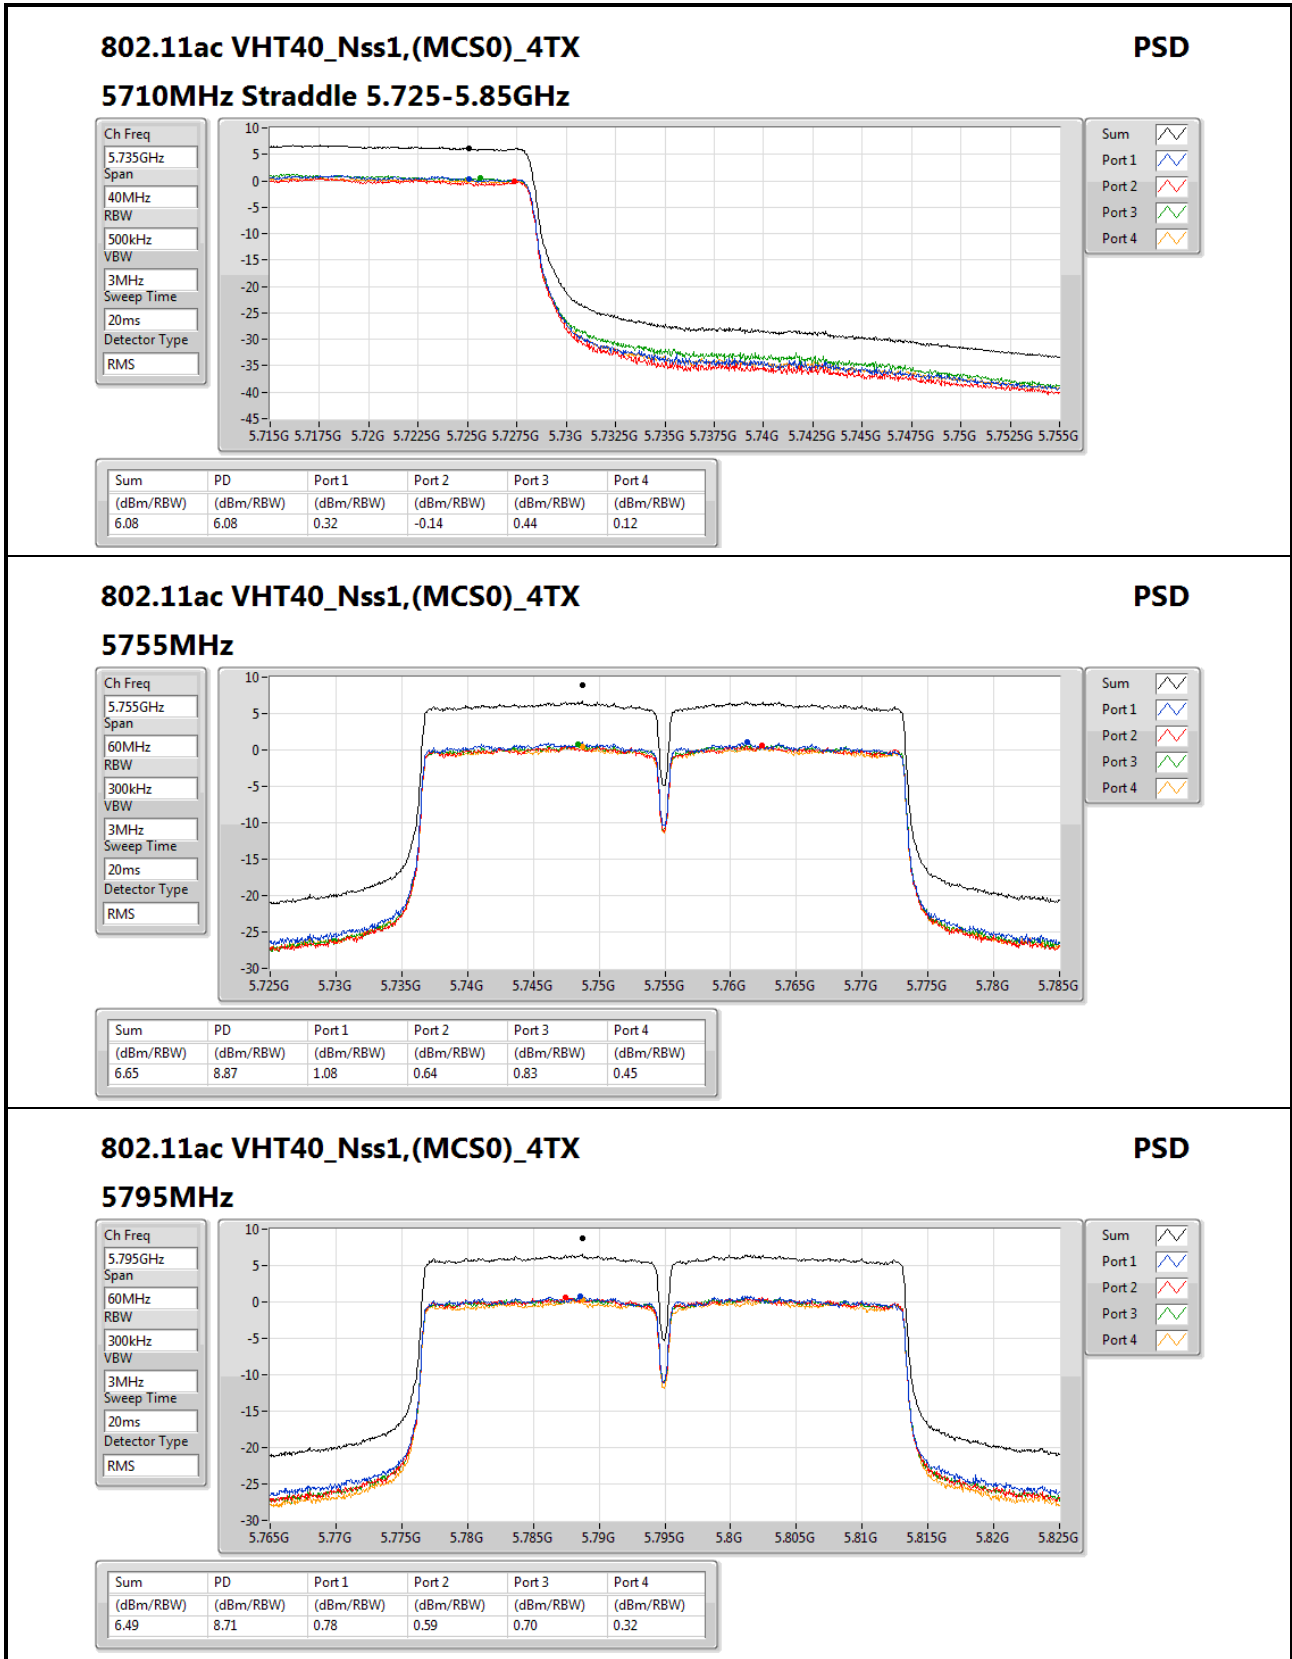 802.11ac VHT40_Nss1,(MCS0)_4TX PSD
5710MHz Straddle 5.725-5.85GHz
Ch Freq
5.735GHz
Span
40MHz
RBW
500kHz
VBW
3MHz
Sweep Time
20ms
Detector Type
RMS
10
5
0
-5
-10
-15
-20
-25
-30
-35
-40
-45
5.715G 5.7175G 5.72G 5.7225G 5.725G 5.7275G 5.73G 5.7325G 5.735G 5.7375G 5.74G 5.7425G 5.745G 5.7475G 5.75G 5.7525G 5.755G
Sum
Port 1
Port 2
Port 3
Port 4
Sum PD Port 1 Port 2 Port 3 Port 4
(dBm/RBW) (dBm/RBW) (dBm/RBW) (dBm/RBW) (dBm/RBW) (dBm/RBW)
6.08 6.08 0.32 -0.14 0.44 0.12
802.11ac VHT40_Nss1,(MCS0)_4TX PSD
5755MHz
Ch Freq
5.755GHz
Span
60MHz
RBW
300kHz
VBW
3MHz
Sweep Time
20ms
Detector Type
RMS
10
5
0
-5
-10
-15
-20
-25
-30
5.725G 5.73G 5.735G 5.74G 5.745G 5.75G 5.755G 5.76G 5.765G 5.77G 5.775G 5.78G 5.785G
Sum
Port 1
Port 2
Port 3
Port 4
Sum PD Port 1 Port 2 Port 3 Port 4
(dBm/RBW) (dBm/RBW) (dBm/RBW) (dBm/RBW) (dBm/RBW) (dBm/RBW)
6.65 8.87 1.08 0.64 0.83 0.45
802.11ac VHT40_Nss1,(MCS0)_4TX PSD
5795MHz
Ch Freq
5.795GHz
Span
60MHz
RBW
300kHz
VBW
3MHz
Sweep Time
20ms
Detector Type
RMS
10
5
0
-5
-10
-15
-20
-25
-30
5.765G 5.77G 5.775G 5.78G 5.785G 5.79G 5.795G 5.8G 5.805G 5.81G 5.815G 5.82G 5.825G
Sum
Port 1
Port 2
Port 3
Port 4
Sum PD Port 1 Port 2 Port 3 Port 4
(dBm/RBW) (dBm/RBW) (dBm/RBW) (dBm/RBW) (dBm/RBW) (dBm/RBW)
6.49 8.71 0.78 0.59 0.70 0.32